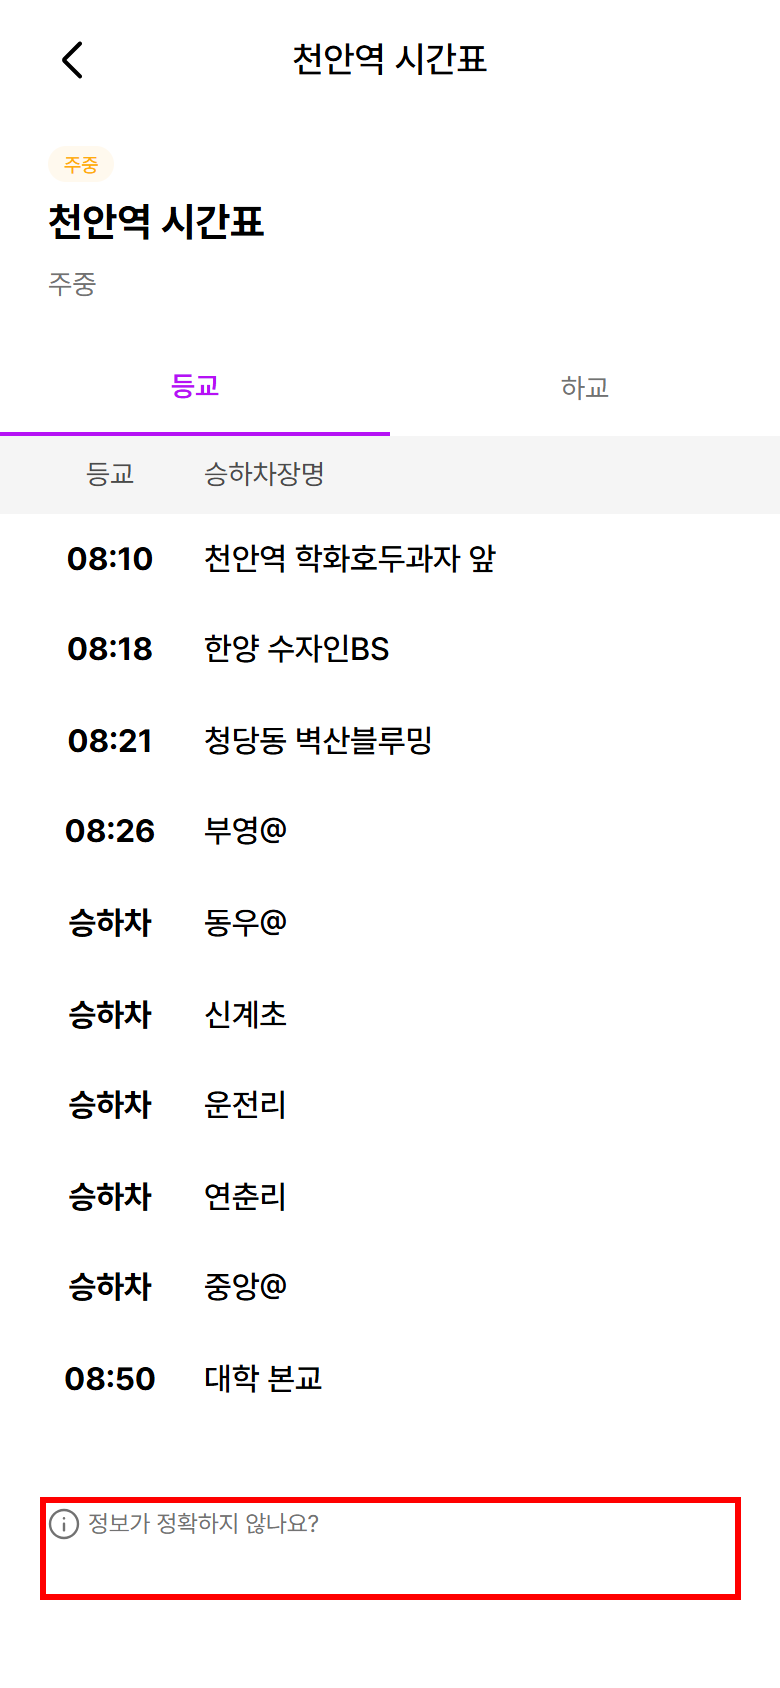 천안역 시간표
주중
천안역 시간표
주중
등교 하교
등교 승하차장명
08:10 천안역 학화호두과자 앞
08:18 한양 수자인BS
08:21 청당동 벽산블루밍
08:26 부영@
승하차 동우@
승하차 신계초
승하차 운전리
승하차 연춘리
승하차 중앙@
08:50 대학 본교
정보가 정확하지 않나요?